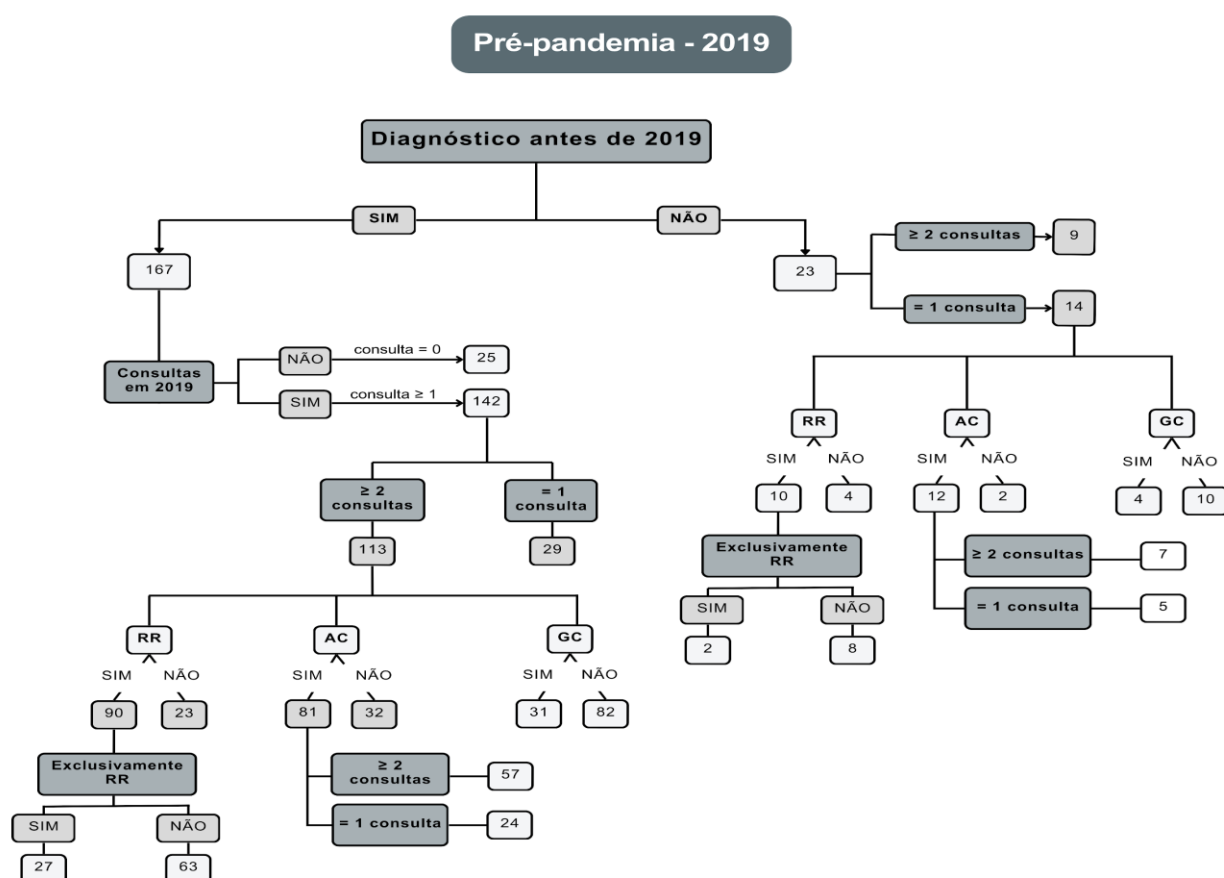 Pré-pandemia - 2019
Diagnóstico antes de 2019
SIM
NÃO
167
23
≥ 2 consultas
9
= 1 consulta
14
Consultas
em 2019
NÃO
consulta = 0
25
SIM
consulta ≥ 1
142
≥ 2
consultas
= 1
consulta
113
29
RR
AC
GC
SIM
NÃO
SIM
NÃO
SIM
NÃO
90
23
81
32
31
82
Exclusivamente
RR
SIM
NÃO
27
63
≥ 2
consultas
57
= 1 consulta
24
RR
AC
GC
SIM
NÃO
SIM
NÃO
SIM
NÃO
10
4
12
2
4
10
Exclusivamente
RR
SIM
NÃO
2
8
≥ 2 consultas
7
= 1 consulta
5